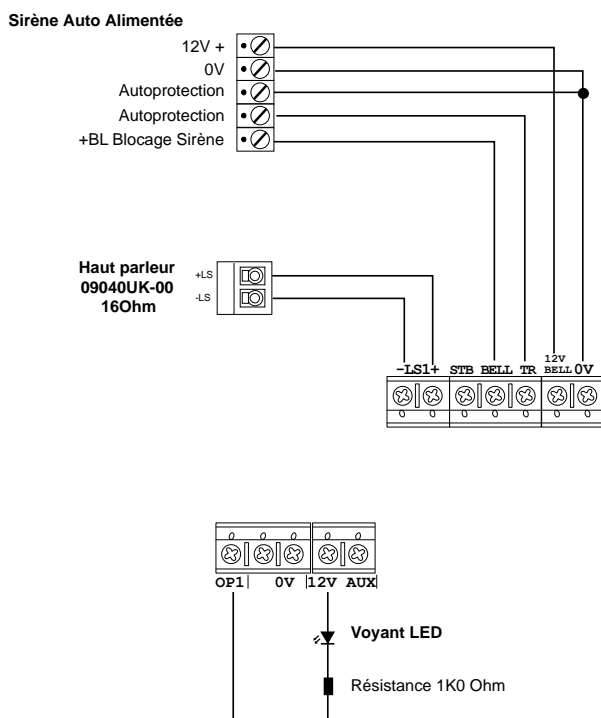 Sirène Auto Alimentée
12V +
0V
Autoprotection
Autoprotection
+BL Blocage Sirène
Haut parleur
09040UK-00
16Ohm
+LS
-LS
-LS1+ STB BELL TR 12V BELL 0V
OP1| 0V |12V AUX|
Voyant LED
Résistance 1K0 Ohm